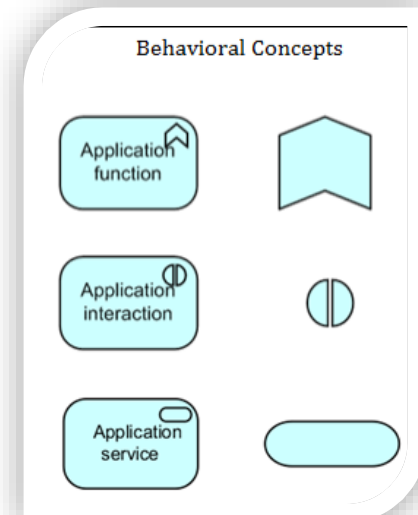 Behavioral Concepts
Application
function
Application
interaction
Application
service